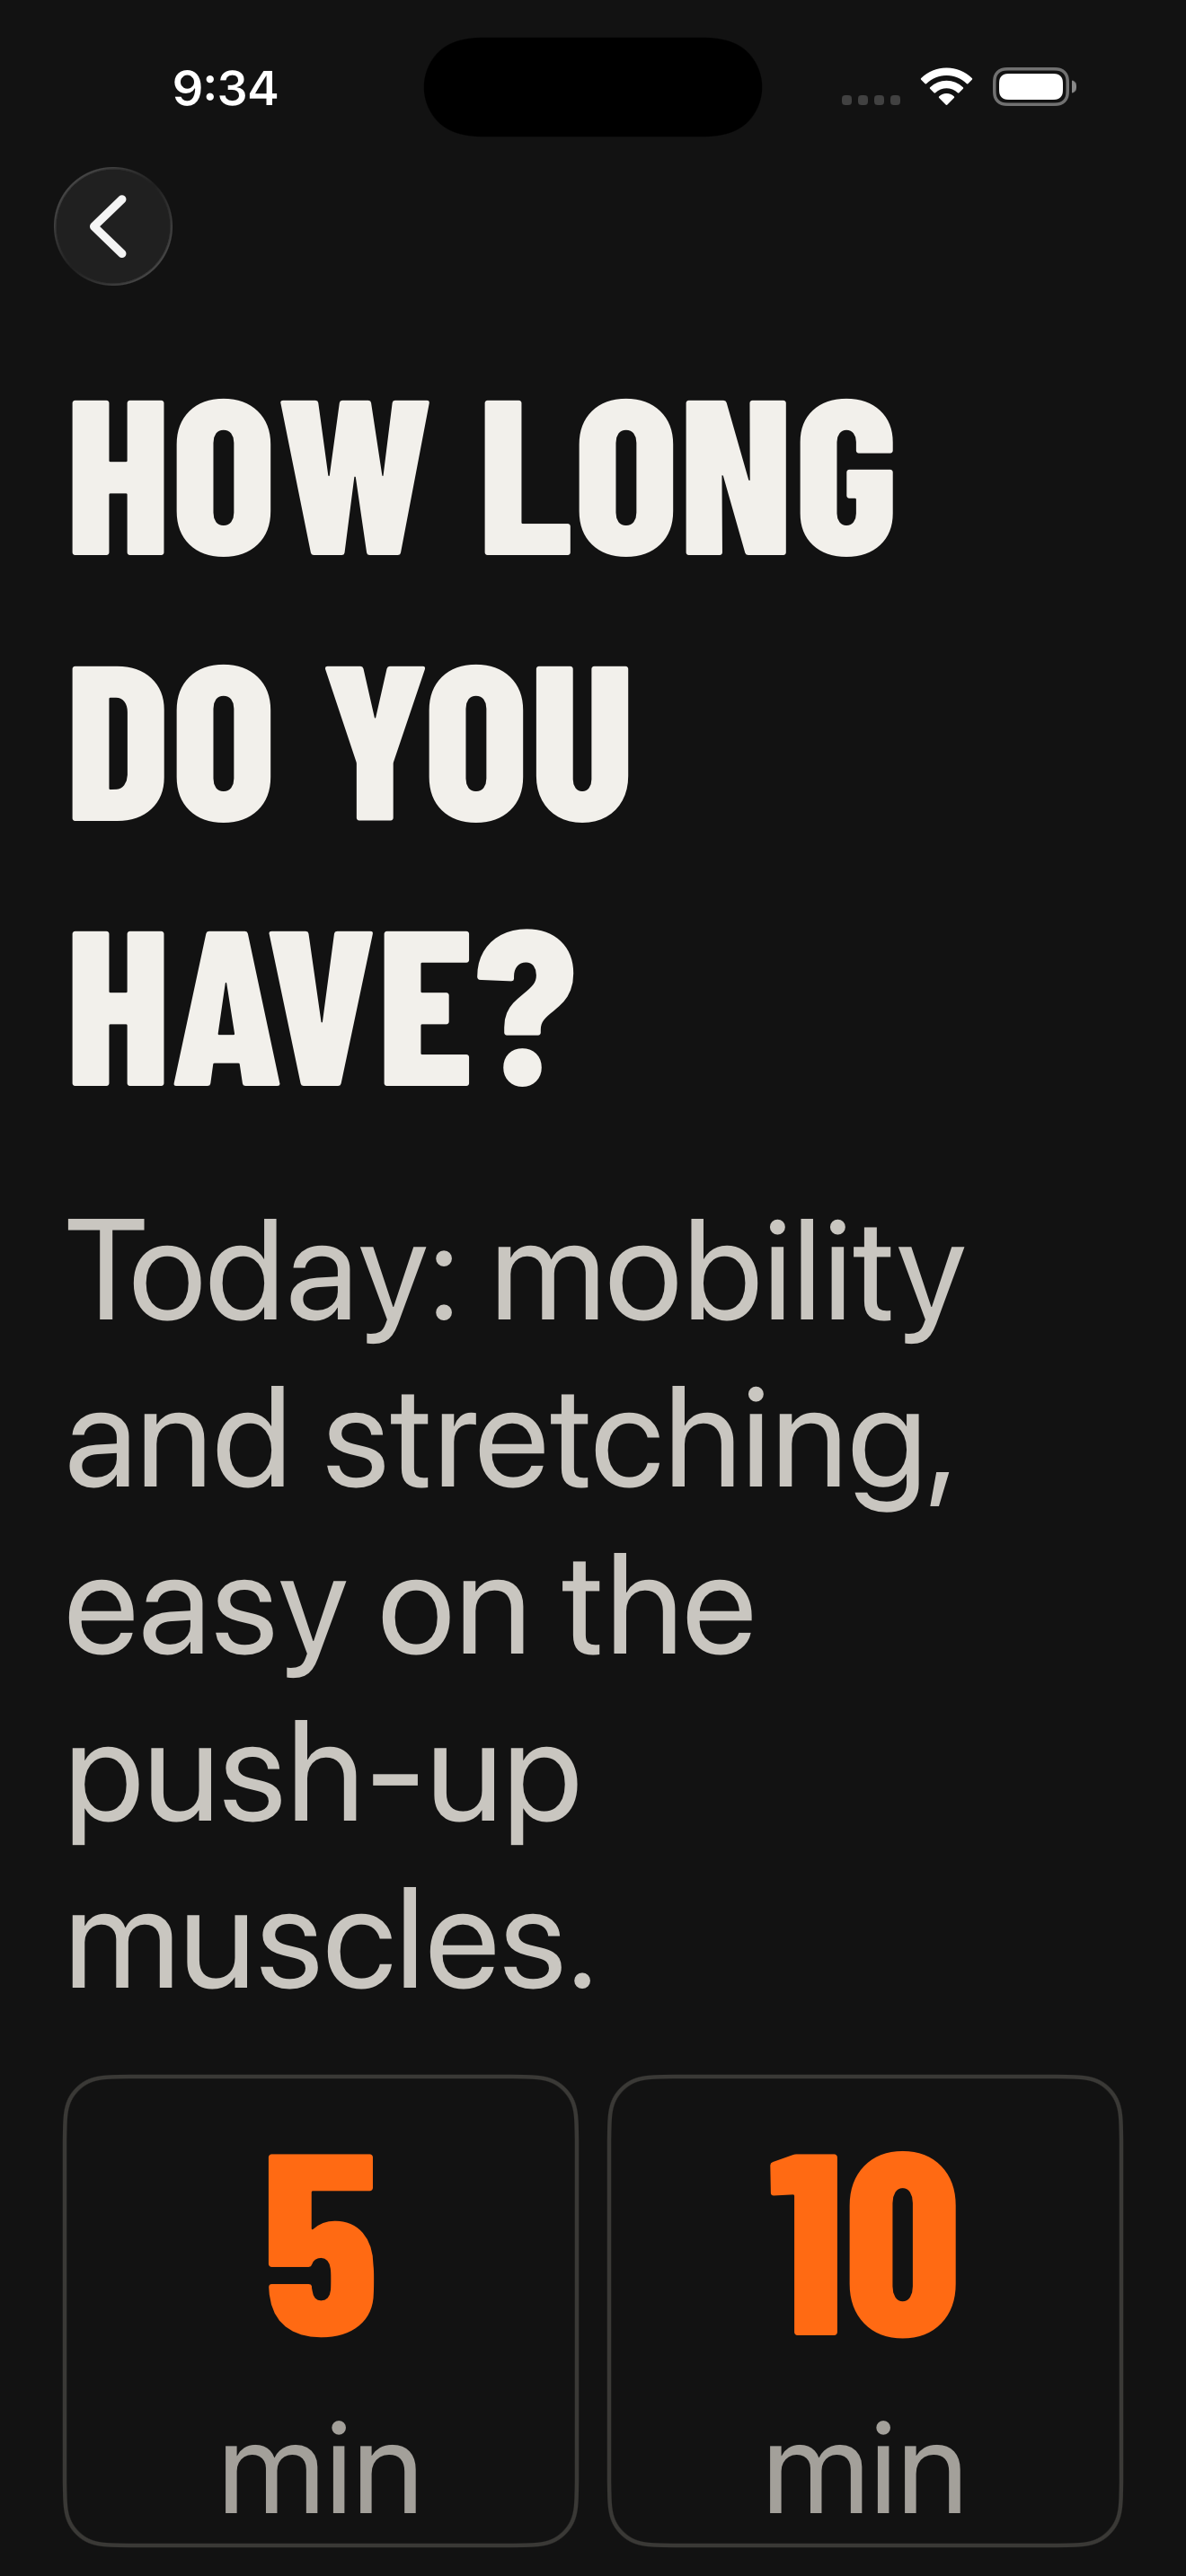 9:34
HOW LONG
DO YOU
HAVE?
Today: mobility
and stretching,
easy on the
push-up
muscles.
5
min
10
min